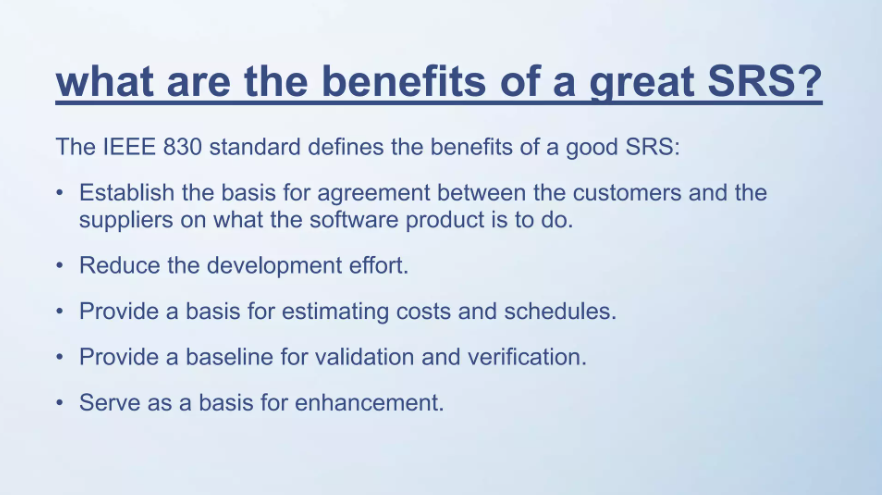 what are the benefits of a great SRS?
The IEEE 830 standard defines the benefits of a good SRS:
• Establish the basis for agreement between the customers and the
suppliers on what the software product is to do.
• Reduce the development effort.
• Provide a basis for estimating costs and schedules.
• Provide a baseline for validation and verification.
• Serve as a basis for enhancement.